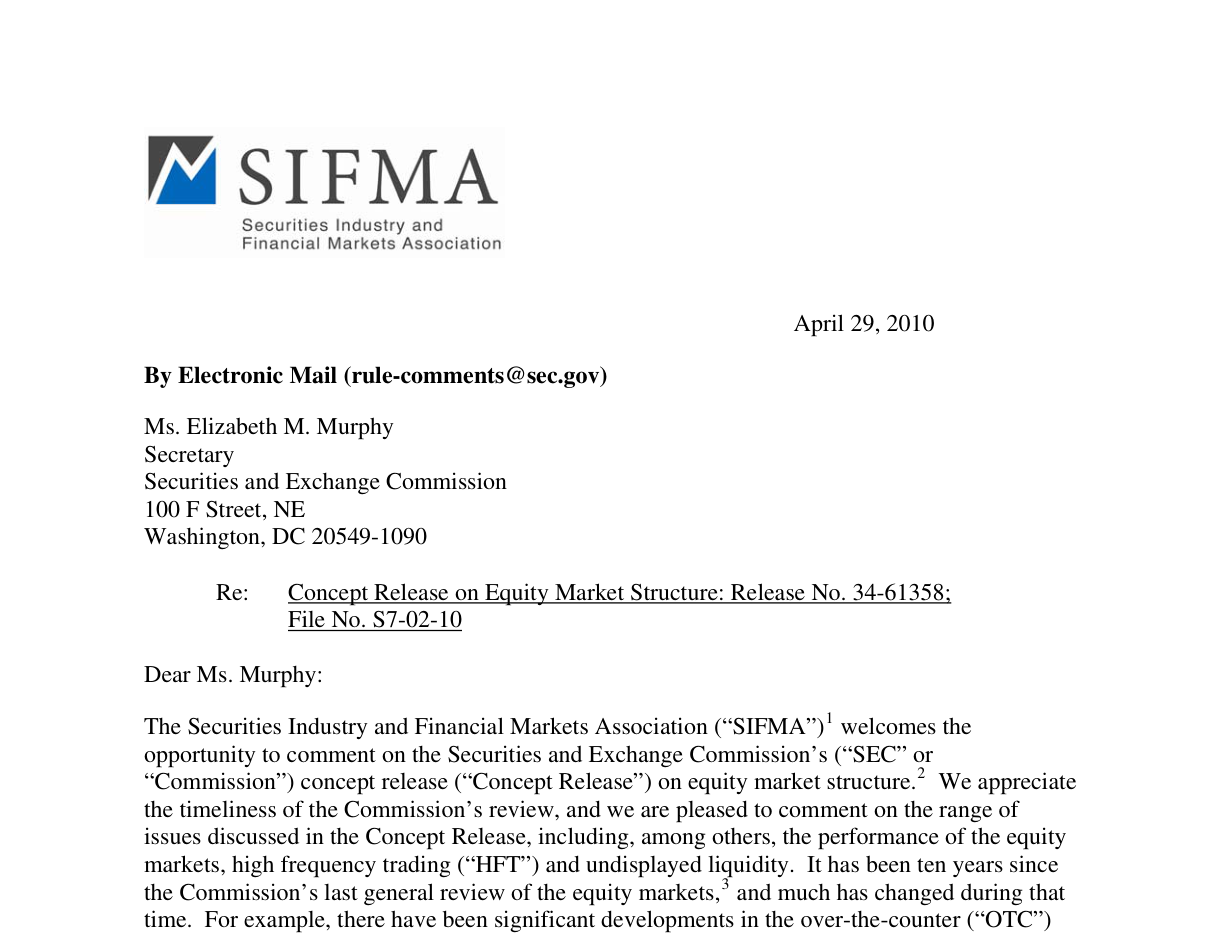 SIFMA
Securities Industry and
Financial Markets Association
April 29, 2010
By Electronic Mail (rule-comments@sec.gov)
Ms. Elizabeth M. Murphy
Secretary
Securities and Exchange Commission
100 F Street, NE
Washington, DC 20549-1090
Re: Concept Release on Equity Market Structure: Release No. 34-61358;
File No. S7-02-10
Dear Ms. Murphy:
The Securities Industry and Financial Markets Association (“SIFMA”)1 welcomes the
opportunity to comment on the Securities and Exchange Commission’s (“SEC” or
“Commission”) concept release (“Concept Release”) on equity market structure.2 We appreciate
the timeliness of the Commission’s review, and we are pleased to comment on the range of
issues discussed in the Concept Release, including, among others, the performance of the equity
markets, high frequency trading (“HFT”) and undisplayed liquidity. It has been ten years since
the Commission’s last general review of the equity markets,3 and much has changed during that
time. For example, there have been significant developments in the over-the-counter (“OTC”)